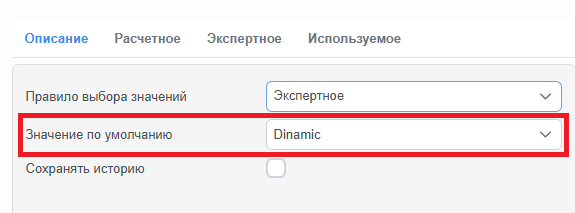 Описание Расчетное Экспертное Используемое
Правило выбора значений Экспертное
Значение по умолчанию Dinamic
Сохранять историю